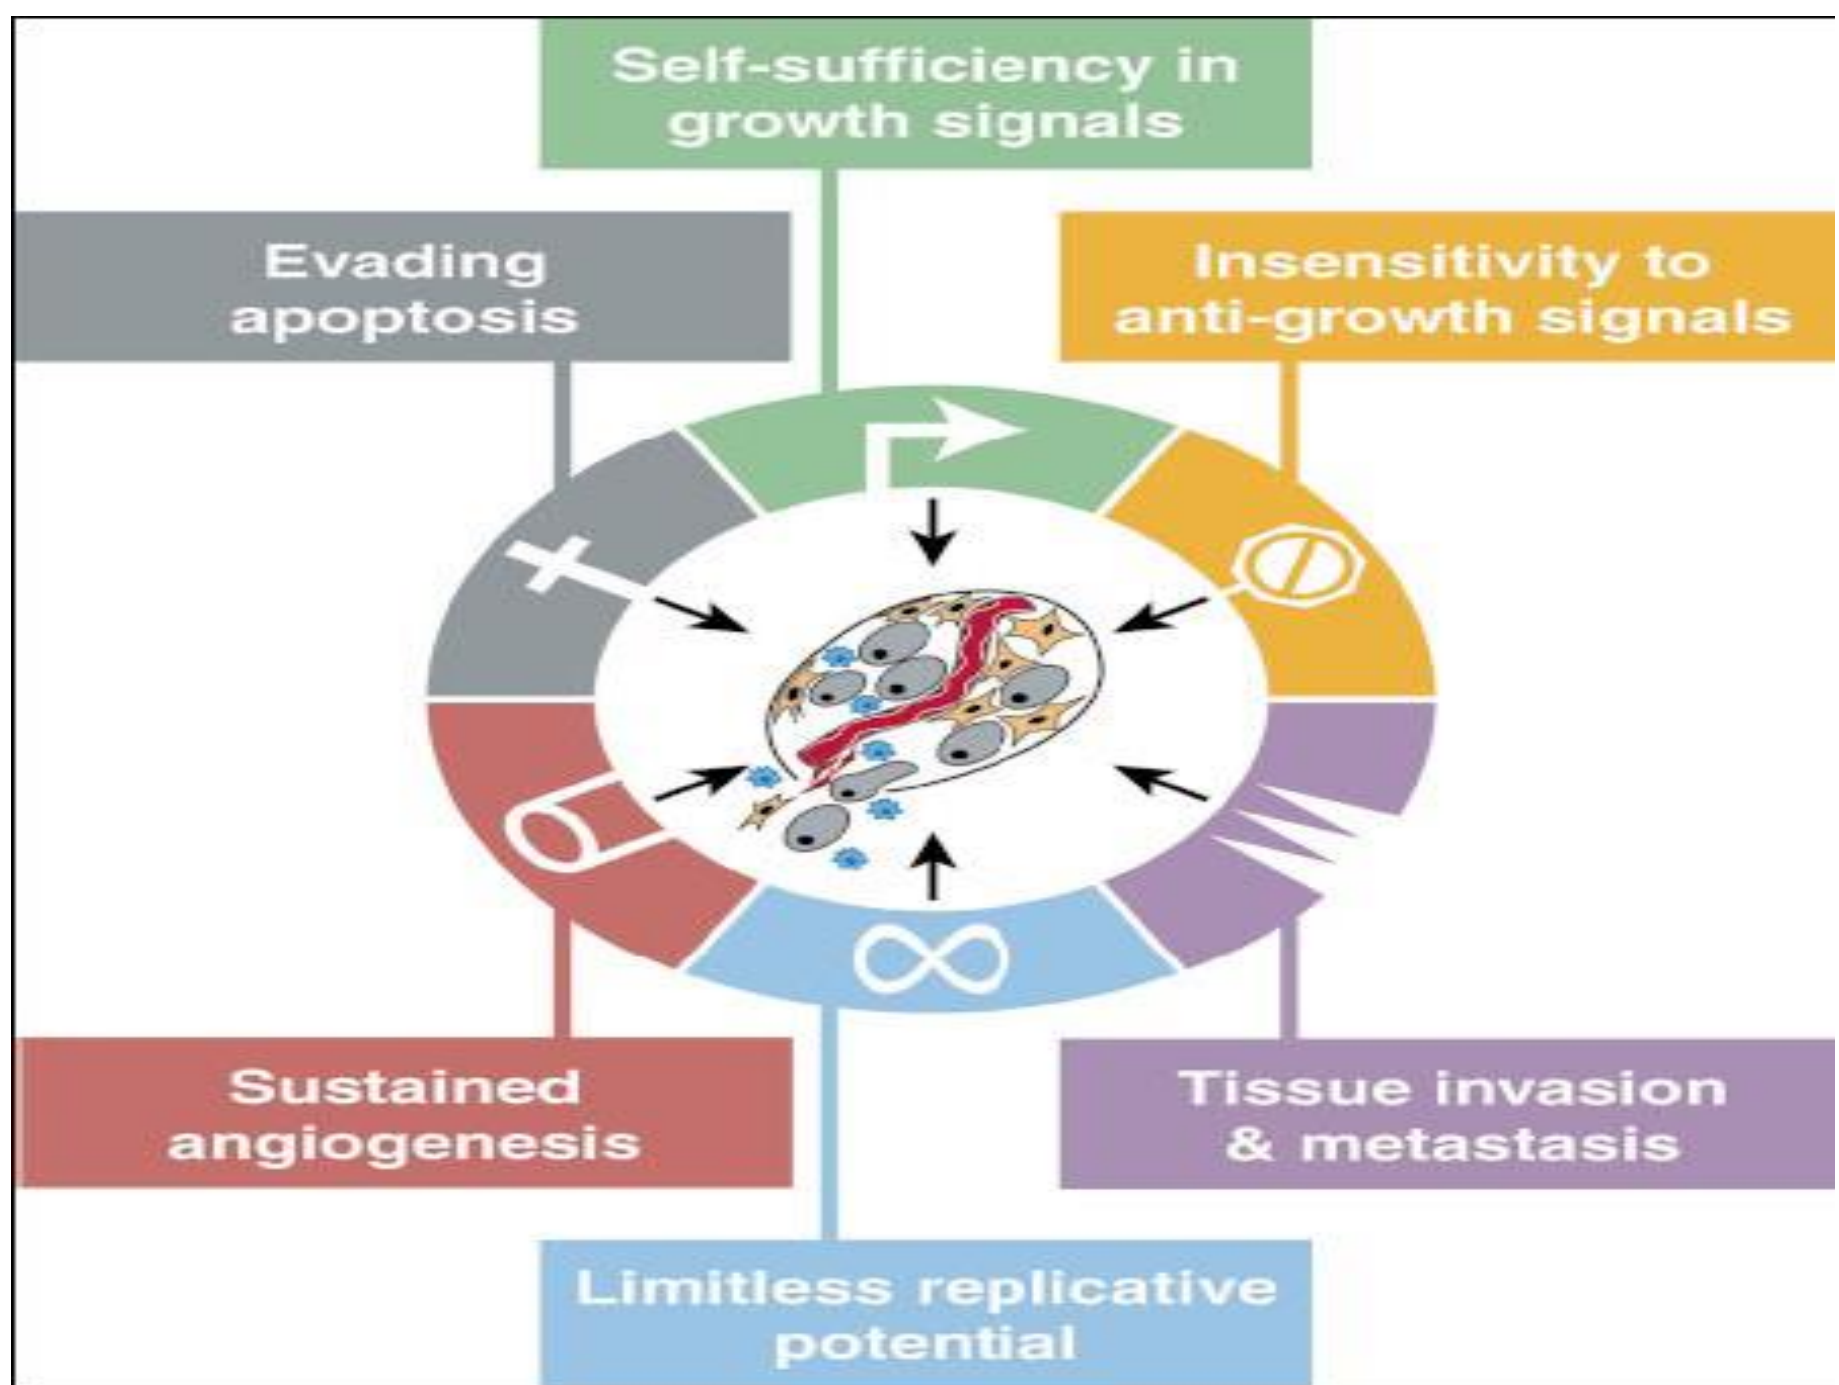 Self-sufficiency in
growth signals
Evading
apoptosis
Insensitivity to
anti-growth signals
Sustained
angiogenesis
Tissue invasion
& metastasis
Limitless replicative
potential